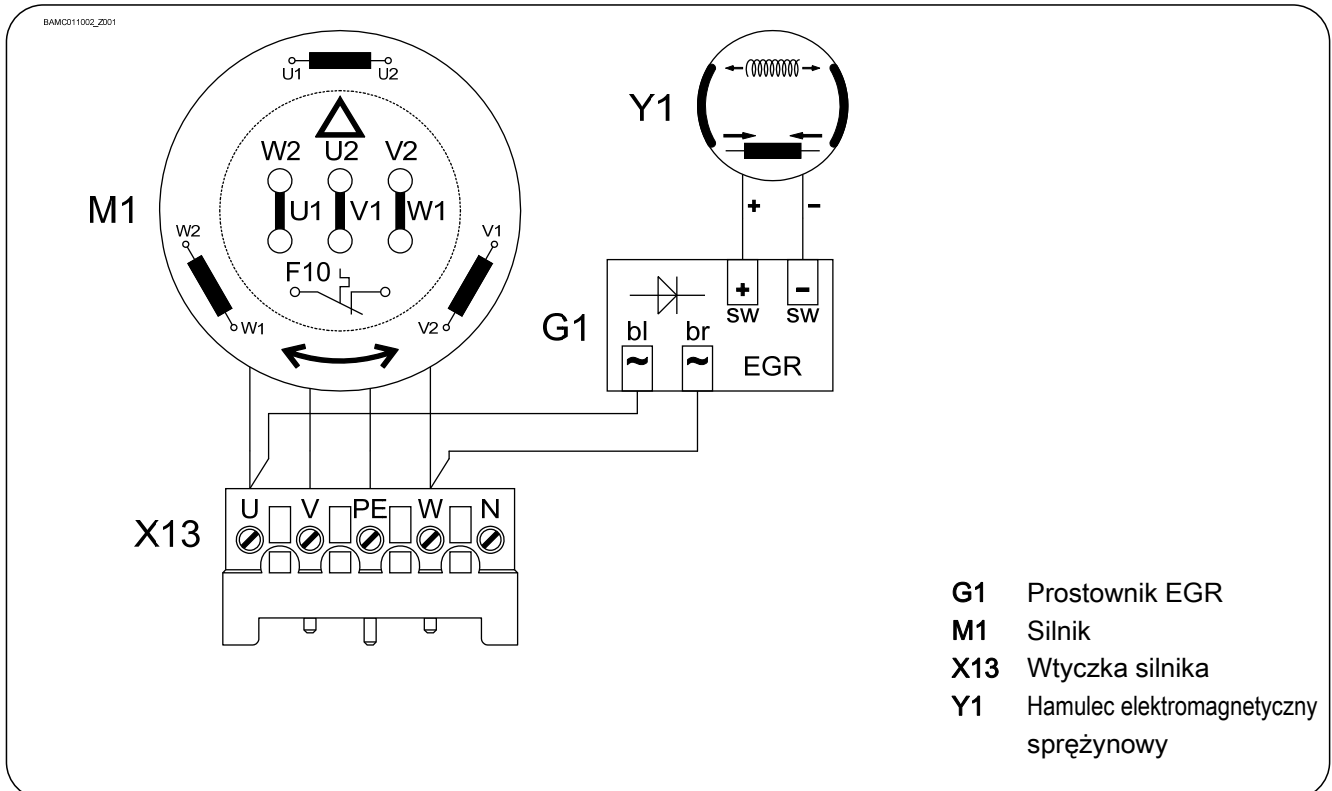 BAMC011002_Z001
U1 U2
W2 U2 V2
U1 V1 W1
F10
W2
W1
V1
V2
M1
Y1
+ -
+ -
sw sw
G1
bl br
~ ~
EGR
X13
U V PE W N
G1 Prostownik EGR
M1 Silnik
X13 Wtyczka silnika
Y1 Hamulec elektromagnetyczny
sprężynowy